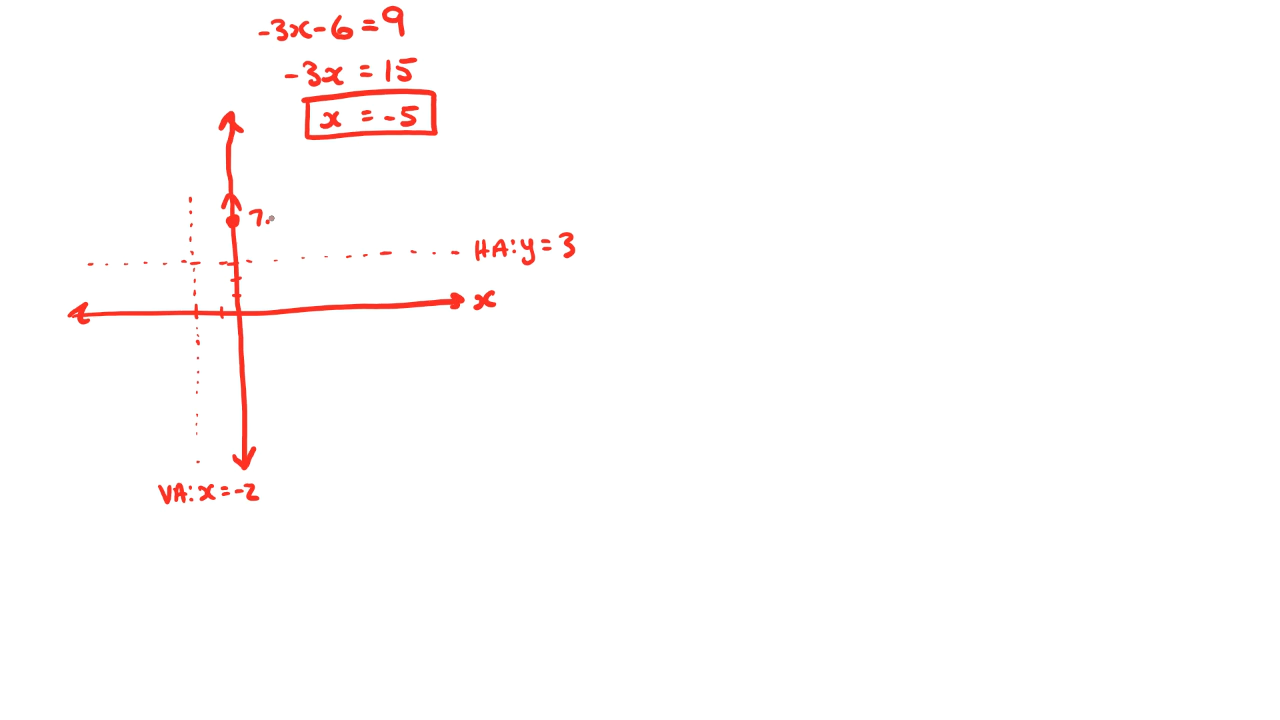 -3x-6=9
-3x = 15
x = -5
7.
HA: y = 3
x
VA: x = -2